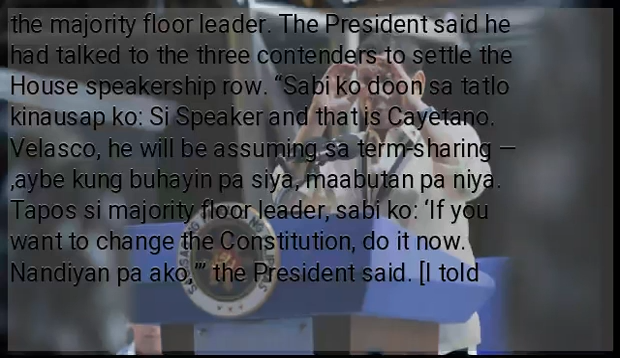 the majority floor leader. The President said he
had talked to the three contenders to settle the
House speakership row. “Sabi ko doon sa tatlo
kinausap ko: Si Speaker and that is Cayetano.
Velasco, he will be assuming sa term-sharing —
,aybe kung buhayin pa siya, maabutan pa niya.
Tapos si majority floor leader, sabi ko: ‘If you
want to change the Constitution, do it now.
Nandiyan pa ako,’” the President said. [I told